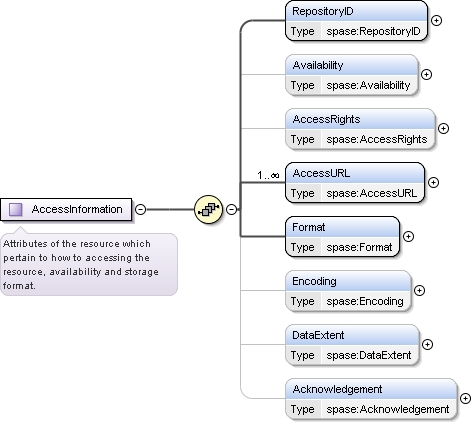 RepositoryID
Type spase:RepositoryID
Availability
Type spase:Availability
AccessRights
Type spase:AccessRights
1..∞
AccessURL
Type spase:AccessURL
AccessInformation
Attributes of the resource which
pertain to how to accessing the
resource, availability and storage
format.
Format
Type spase:Format
Encoding
Type spase:Encoding
DataExtent
Type spase:DataExtent
Acknowledgement
Type spase:Acknowledgement